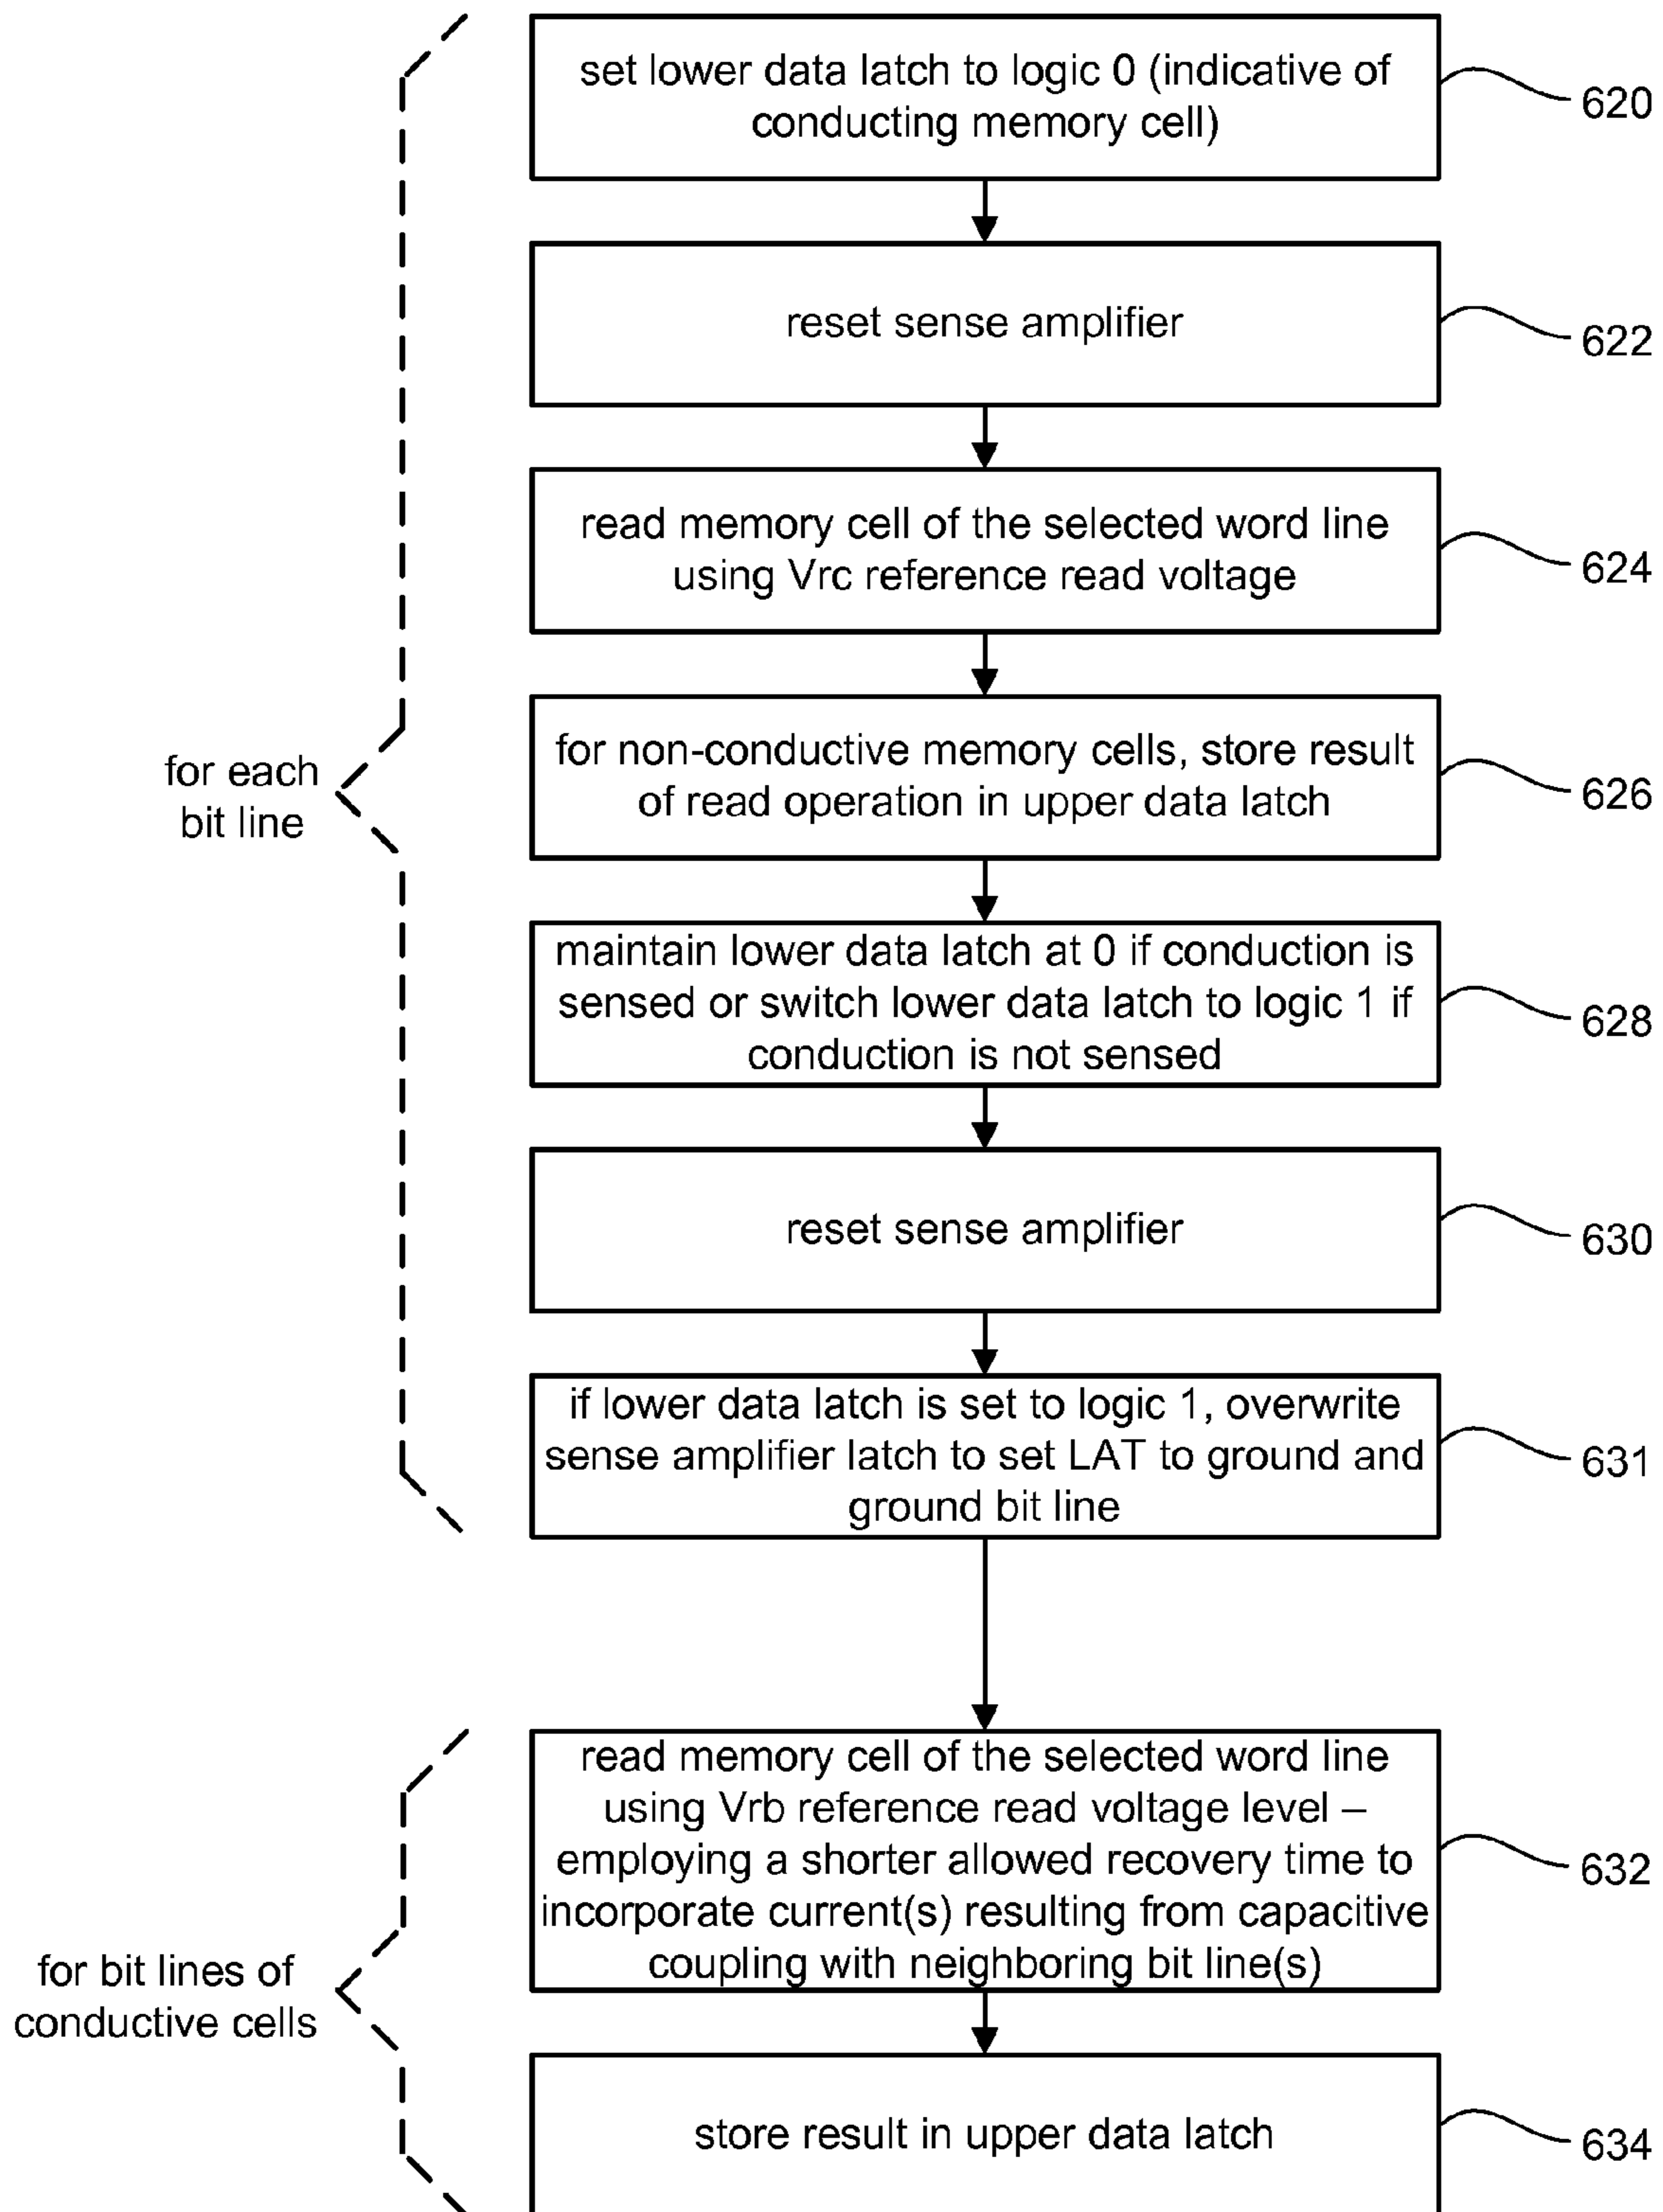 set lower data latch to logic 0 (indicative of
conducting memory cell)
620
reset sense amplifier
622
read memory cell of the selected word line
using Vrc reference read voltage
624
for non-conductive memory cells, store result
of read operation in upper data latch
626
for each
bit line
maintain lower data latch at 0 if conduction is
sensed or switch lower data latch to logic 1 if
conduction is not sensed
628
reset sense amplifier
630
if lower data latch is set to logic 1, overwrite
sense amplifier latch to set LAT to ground and
ground bit line
631
read memory cell of the selected word line
using Vrb reference read voltage level –
employing a shorter allowed recovery time to
incorporate current(s) resulting from capacitive
coupling with neighboring bit line(s)
632
for bit lines of
conductive cells
store result in upper data latch
634